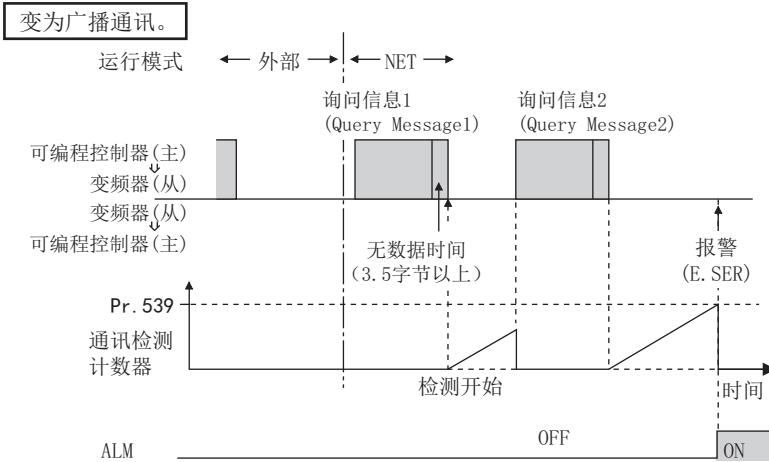 变为广播通讯。
运行模式 外部 NET
询问信息1 询问信息2
(Query Message1) (Query Message2)
可编程控制器(主)
变频器(从)
变频器(从)
可编程控制器(主)
无数据时间 报警
(3.5字节以上) (E.SER)
Pr.539
通讯检测
计数器
检测开始 时间
OFF
ALM ON